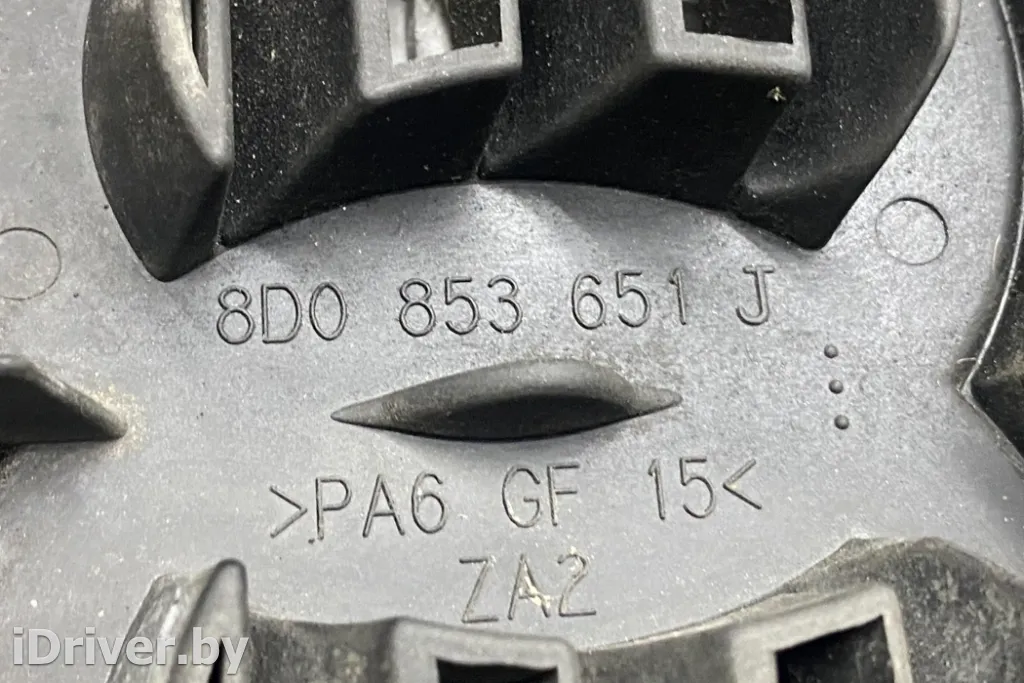 8D0 853 651 J
>PA6 GF 15<
ZA2
iDriver.by